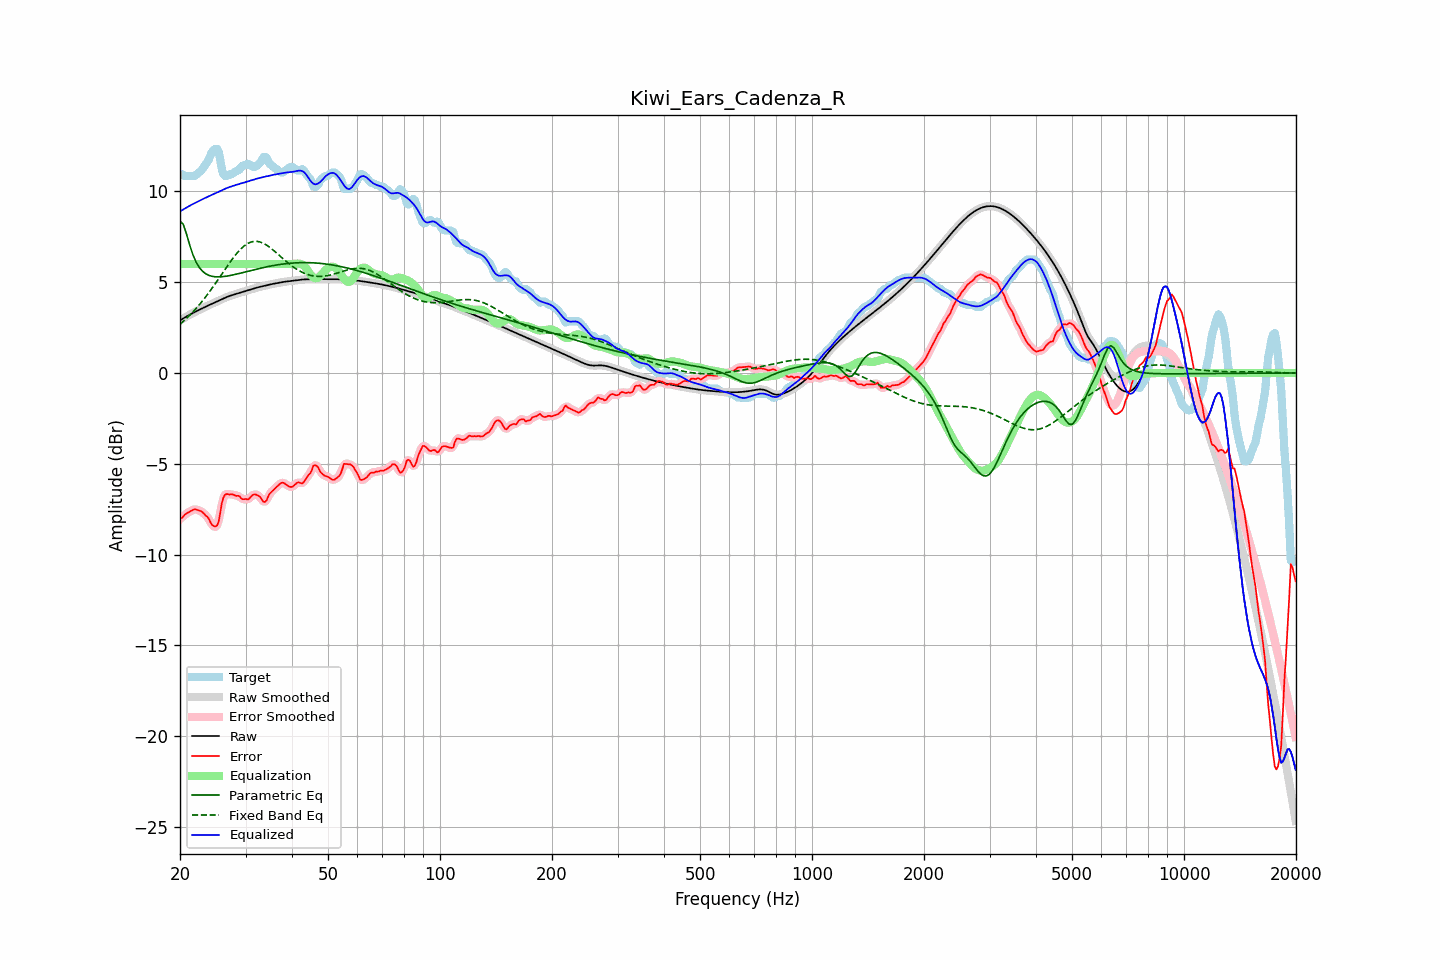 Kiwi_Ears_Cadenza_R
Amplitude (dBr)
10
5
0
−5
−10
−15
−20
−25
Target
Raw Smoothed
Error Smoothed
Raw
Error
Equalization
Parametric Eq
Fixed Band Eq
Equalized
20 50 100 200 500 1000 2000 5000 10000 20000
Frequency (Hz)